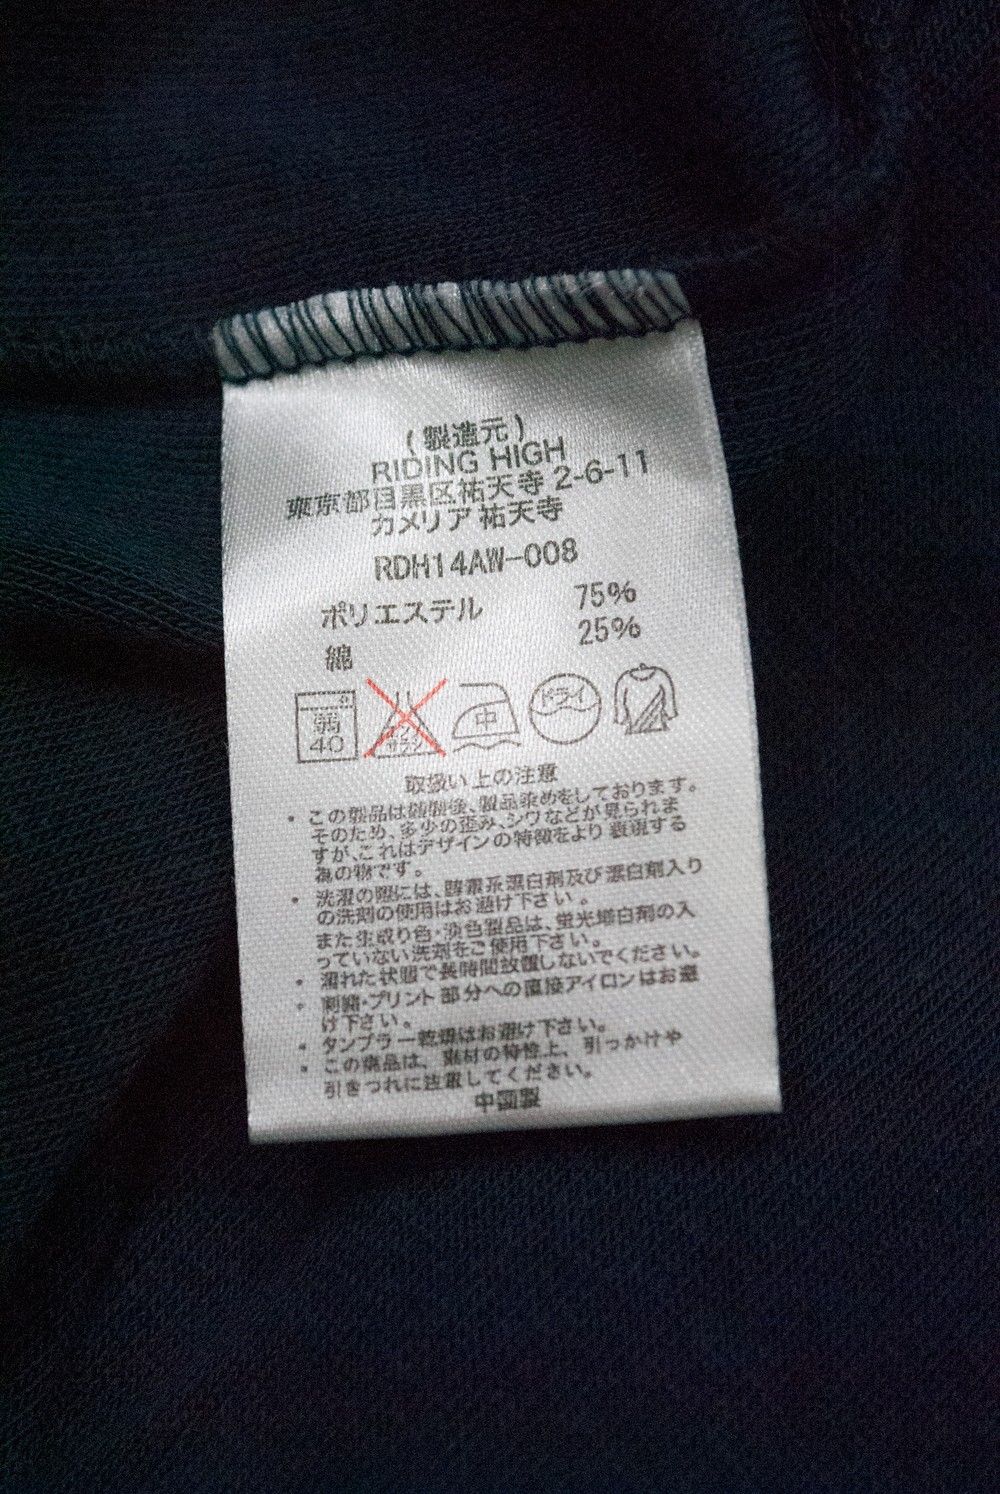 (製造元)
RIDING HIGH
東京都目黒区祐天寺 2-6-11
カメリア祐天寺
RDH14AW-008
ポリエステル 75%
綿 25%
弱 40
エンソ サラシ
中
ドライ
取扱い上の注意
・この製品は縫製後、製品染めをしております。
そのため、多少の歪み、シワなどが見られま
すが、これはデザインの特徴をより表現する
為の物です。
・洗濯の際には、酵素系漂白剤及び漂白剤入り
の洗剤の使用はお避け下さい。
また生成り色・淡色製品は、蛍光増白剤の入
っていない洗剤をご使用下さい。
・濡れた状態で長時間放置しないでください。
・刺繍・プリント部分への直接アイロンはお避
け下さい。
・タンブラー乾燥はお避け下さい。
・この商品は、素材の特性上、引っかけや
引きつれに注意してください。
中国製